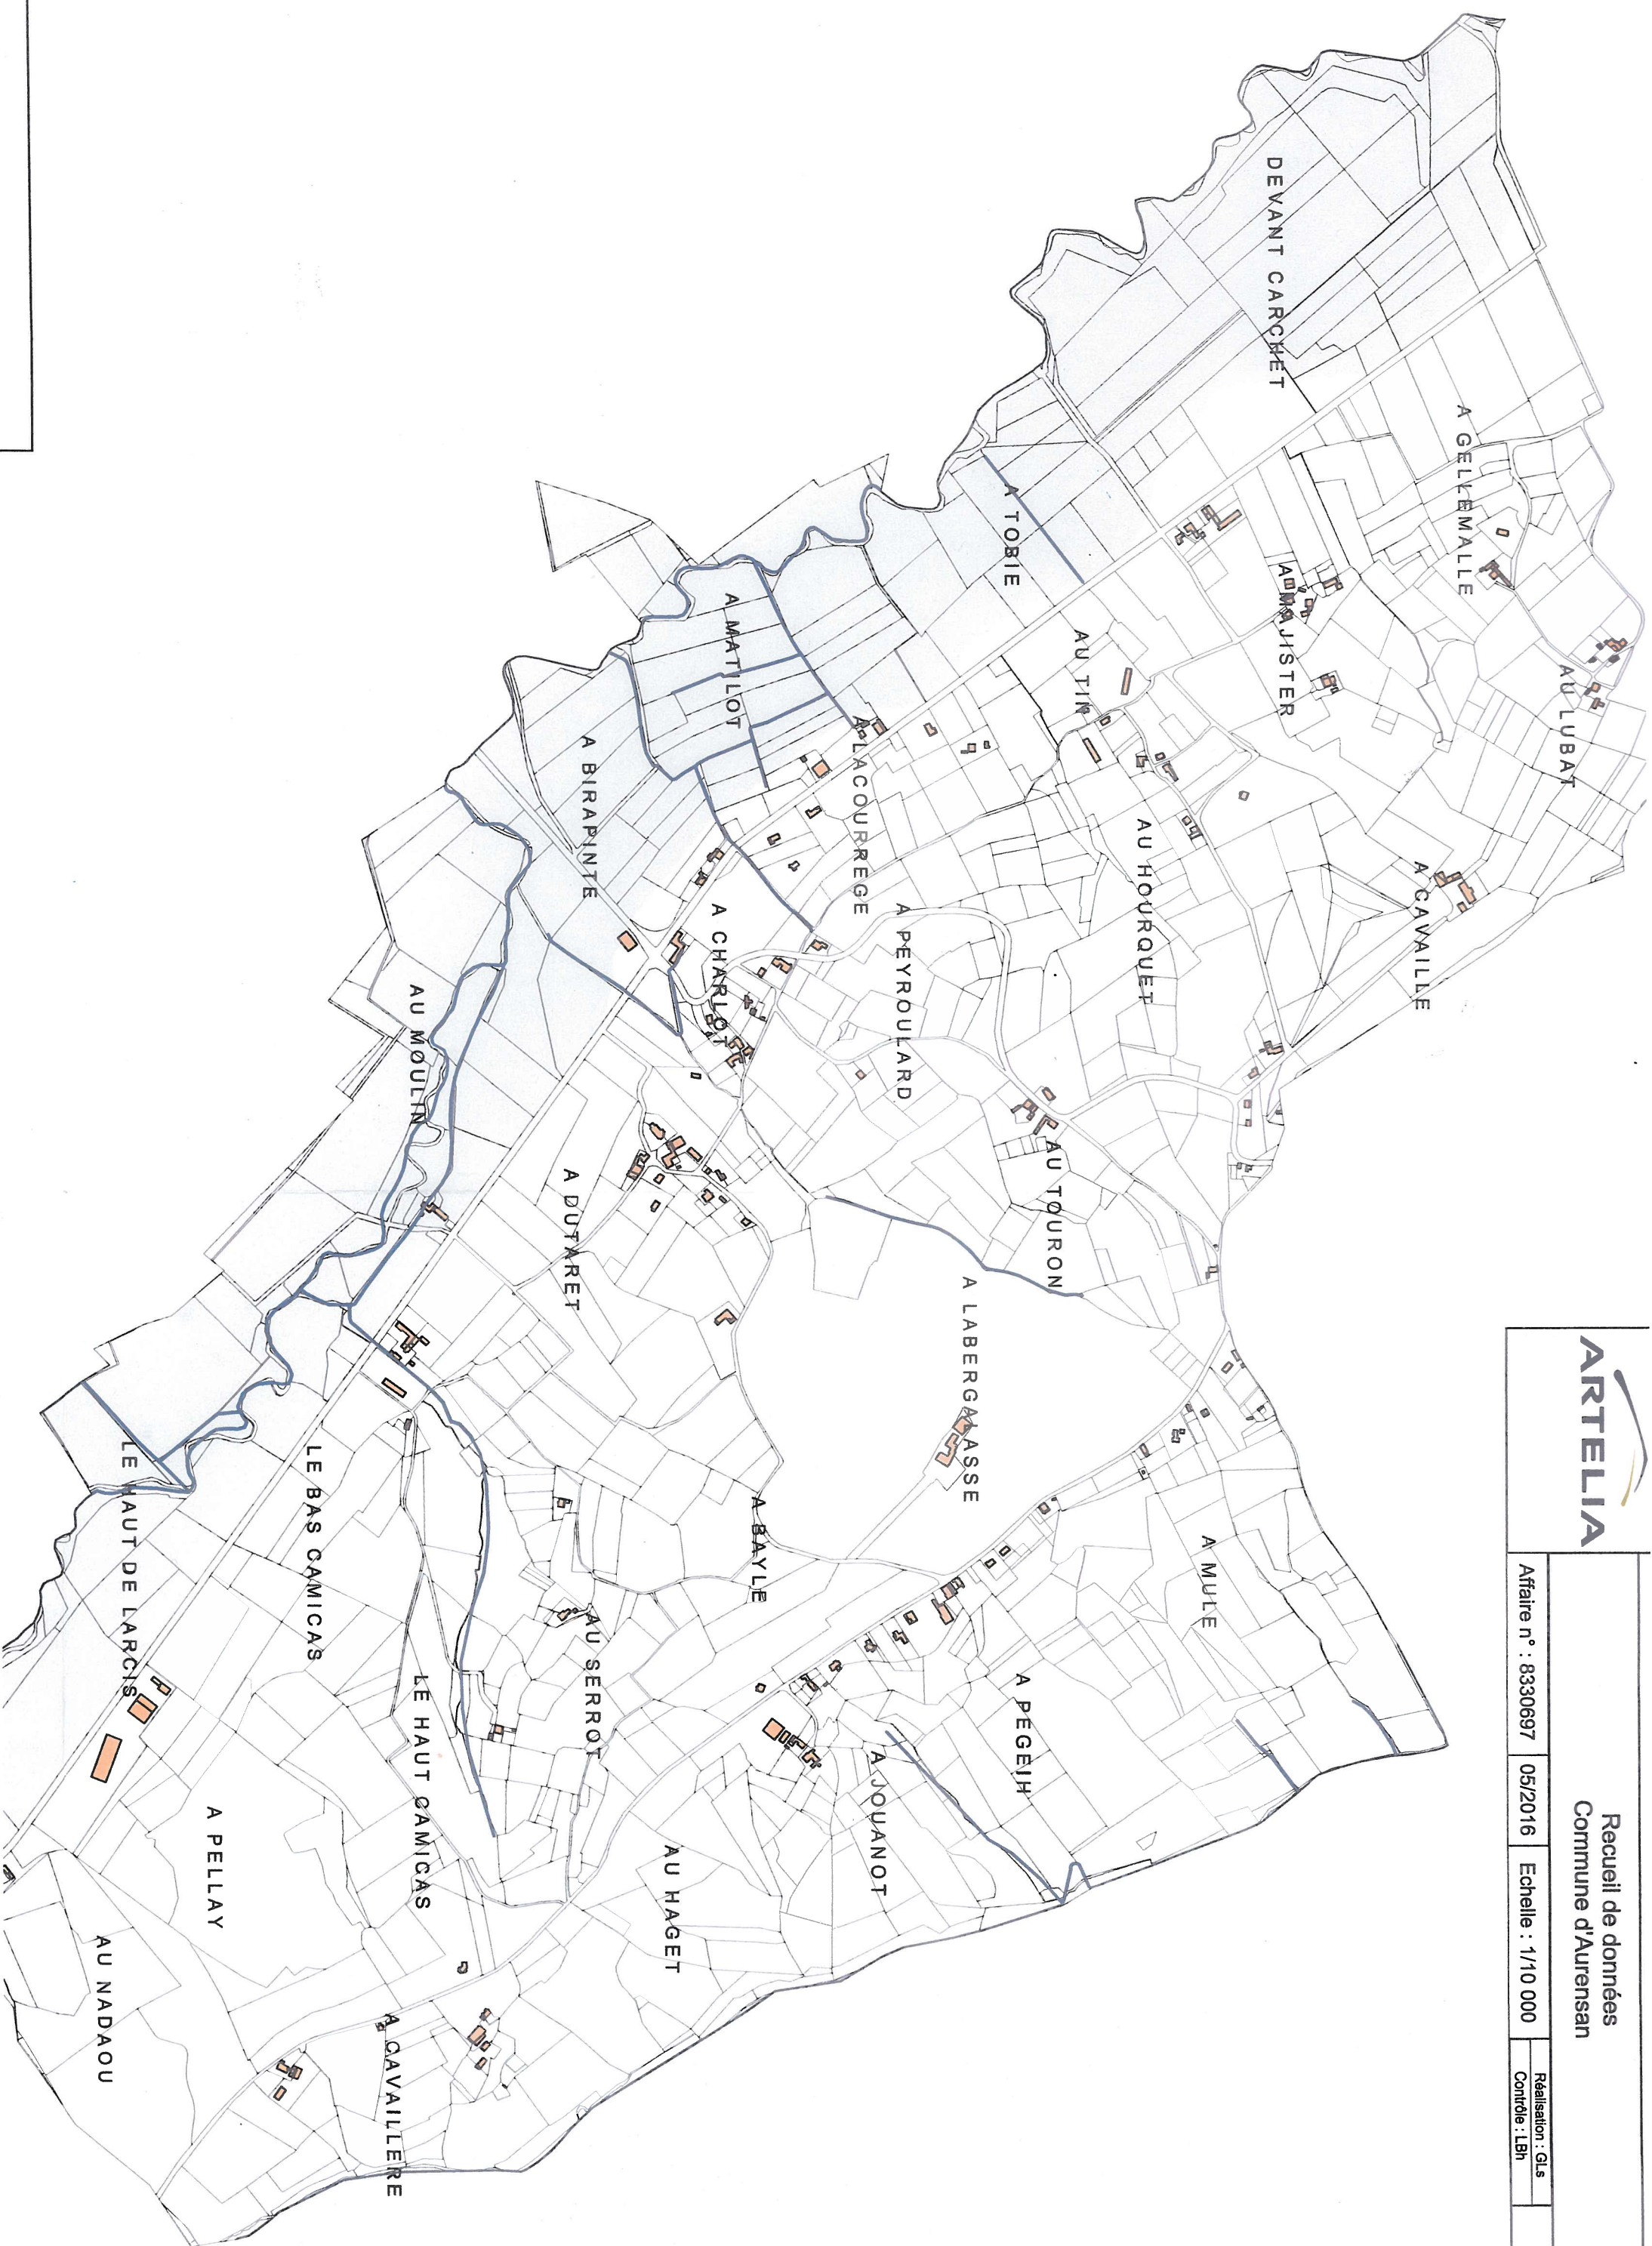 ARTELIA
Recueil de données
Commune d'Aurensan
Affaire n° : 8330697
05/2016
Echelle : 1/10 000
Réalisation : GLs
Contrôle : LBh
AU LUBAT
A GELLEMALLE
A CAVAILLE
DEVANT CARCHET
A MAJISTER
A MULE
AU HOURQUET
AU TIN
AU TOURON
A PEGEIH
A TOBIE
A LABERGALASSE
A PEYROULARD
A JOUANOT
A LACOURREGE
A BAYLE
A MATILOT
A CHARLOT
AU HAGET
A BIRAPINTE
AU SERROT
A DUTARET
AU MOULIN
LE HAUT CAMICAS
A CAVAILLERE
LE BAS CAMICAS
A PELLAY
LE HAUT DE LARCIS
AU NADAOU